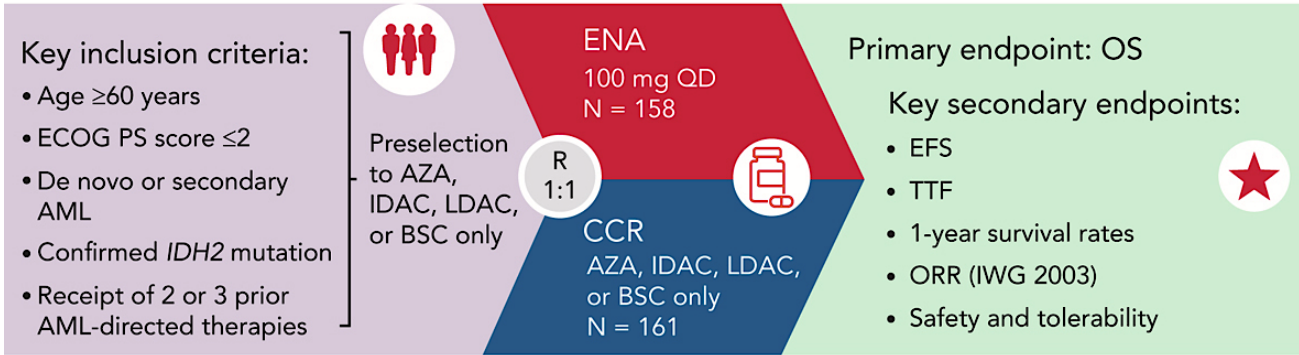 Key inclusion criteria:
• Age ≥60 years
• ECOG PS score ≤2
• De novo or secondary
AML
• Confirmed IDH2 mutation
• Receipt of 2 or 3 prior
AML-directed therapies
Preselection
to AZA,
IDAC, LDAC,
or BSC only
R
1:1
ENA
100 mg QD
N = 158
CCR
AZA, IDAC, LDAC,
or BSC only
N = 161
Primary endpoint: OS
Key secondary endpoints:
• EFS
• TTF
• 1-year survival rates
• ORR (IWG 2003)
• Safety and tolerability